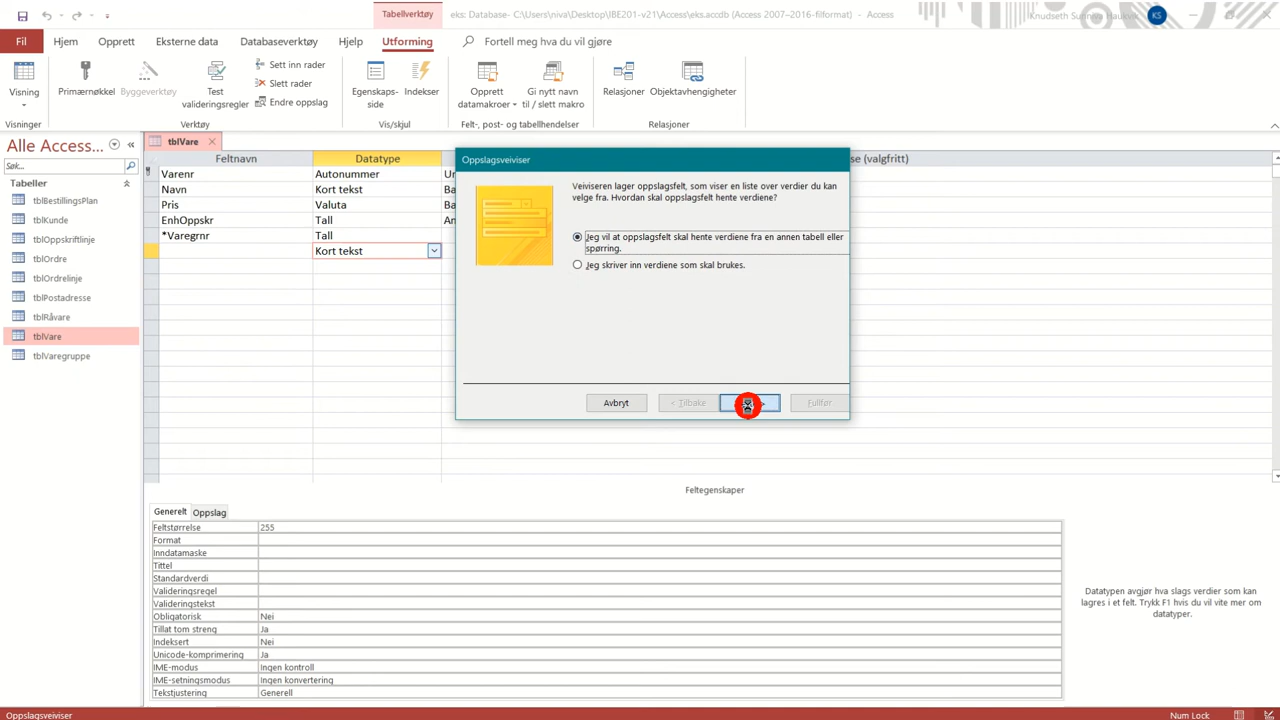 Tabellverktøy
eks: Database- C:\Users\niva\Desktop\IBE201-v21\Access\eks.accdb (Access 2007–2016-filformat) - Access
Knudseth Sunniva Haukvik
KS
Fil
Hjem
Opprett
Eksterne data
Databaseverktøy
Hjelp
Utforming
Fortell meg hva du vil gjøre
Visning
Primærnøkkel
Byggeverktøy
Test
valideringsregler
Sett inn rader
Slett rader
Endre oppslag
Egenskaps-
side
Indekser
Opprett
datamakroer
Gi nytt navn
til / slett makro
Relasjoner
Objektavhengigheter
Visninger
Verktøy
Vis/skjul
Felt-, post- og tabellhendelser
Relasjoner
Alle Access...
Søk...
Tabeller
tblBestillingsPlan
tblKunde
tblOppskriftlinje
tblOrdre
tblOrdrelinje
tblPostadresse
tblRåvare
tblVare
tblVaregruppe
tblVare
Feltnavn
Datatype
se (valgfritt)
Varenr
Autonummer
Navn
Kort tekst
Pris
Valuta
EnhOppskr
Tall
*Varegrnr
Tall
Kort tekst
Oppslagsveiviser
Veiviseren lager oppslagsfelt, som viser en liste over verdier du kan
velge fra. Hvordan skal oppslagsfelt hente verdiene?
Jeg vil at oppslagsfelt skal hente verdiene fra en annen tabell eller
spørring.
Jeg skriver inn verdiene som skal brukes.
Avbryt
< Tilbake
Fullfør
Feltegenskaper
Generelt
Oppslag
Feltstørrelse
255
Format
Inndatamaske
Tittel
Standardverdi
Valideringsregel
Valideringstekst
Obligatorisk
Nei
Tillat tom streng
Ja
Indeksert
Nei
Unicode-komprimering
Ja
IME-modus
Ingen kontroll
IME-setningsmodus
Ingen konvertering
Tekstjustering
Generell
Datatypen avgjør hva slags verdier som kan
lagres i et felt. Trykk F1 hvis du vil vite mer om
datatyper.
Oppslagsveiviser
Num Lock